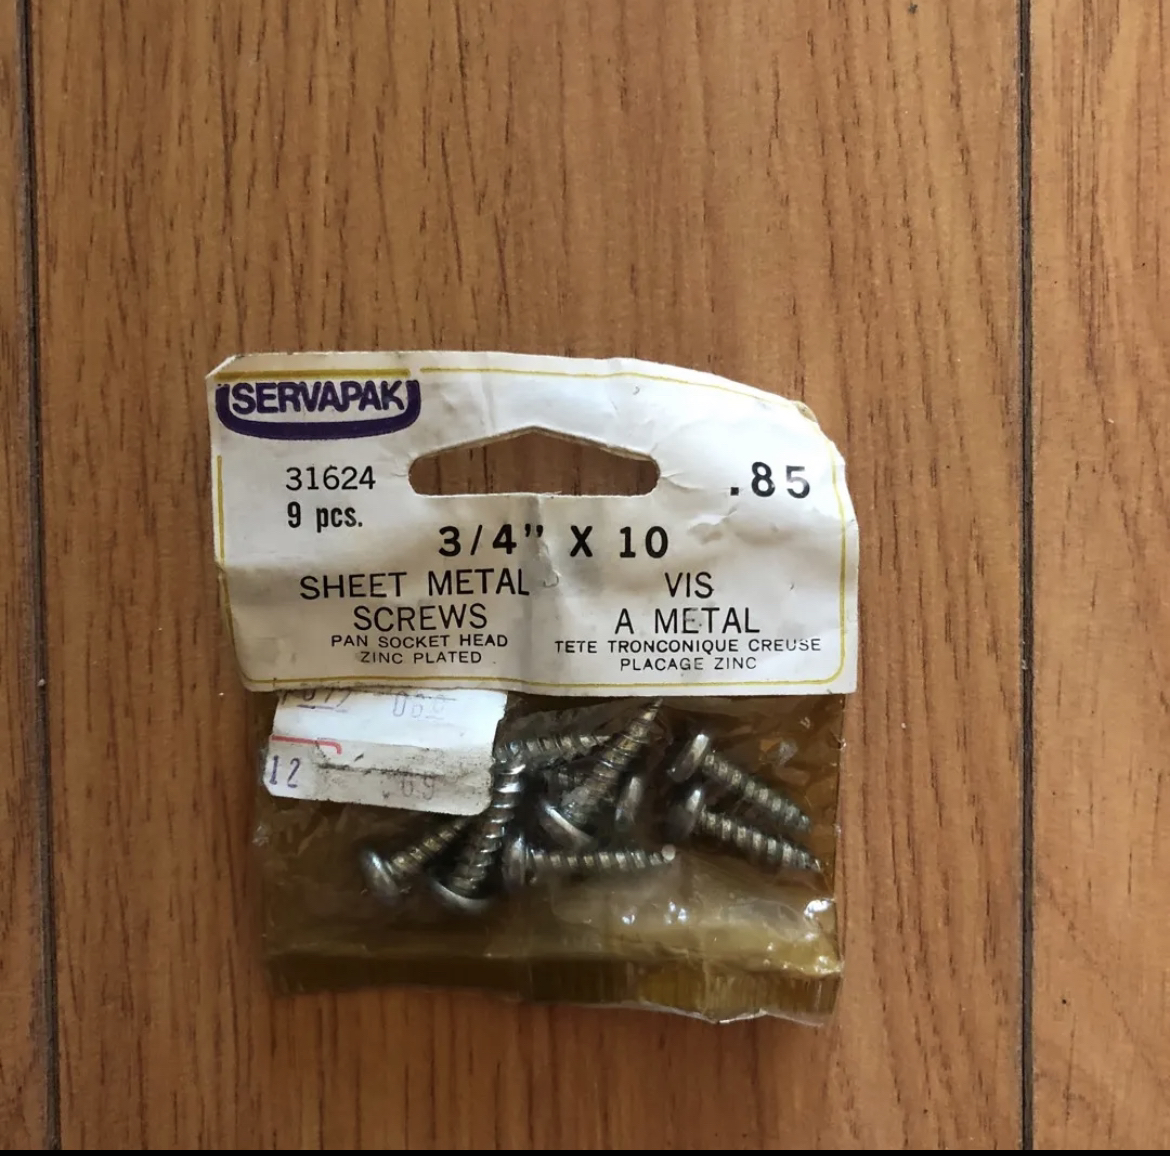 SERVAPAK
31624
9 pcs.
.85
3/4" X 10
SHEET METAL
SCREWS
PAN SOCKET HEAD
ZINC PLATED
VIS
A METAL
TETE TRONCONIQUE CREUSE
PLACAGE ZINC
12